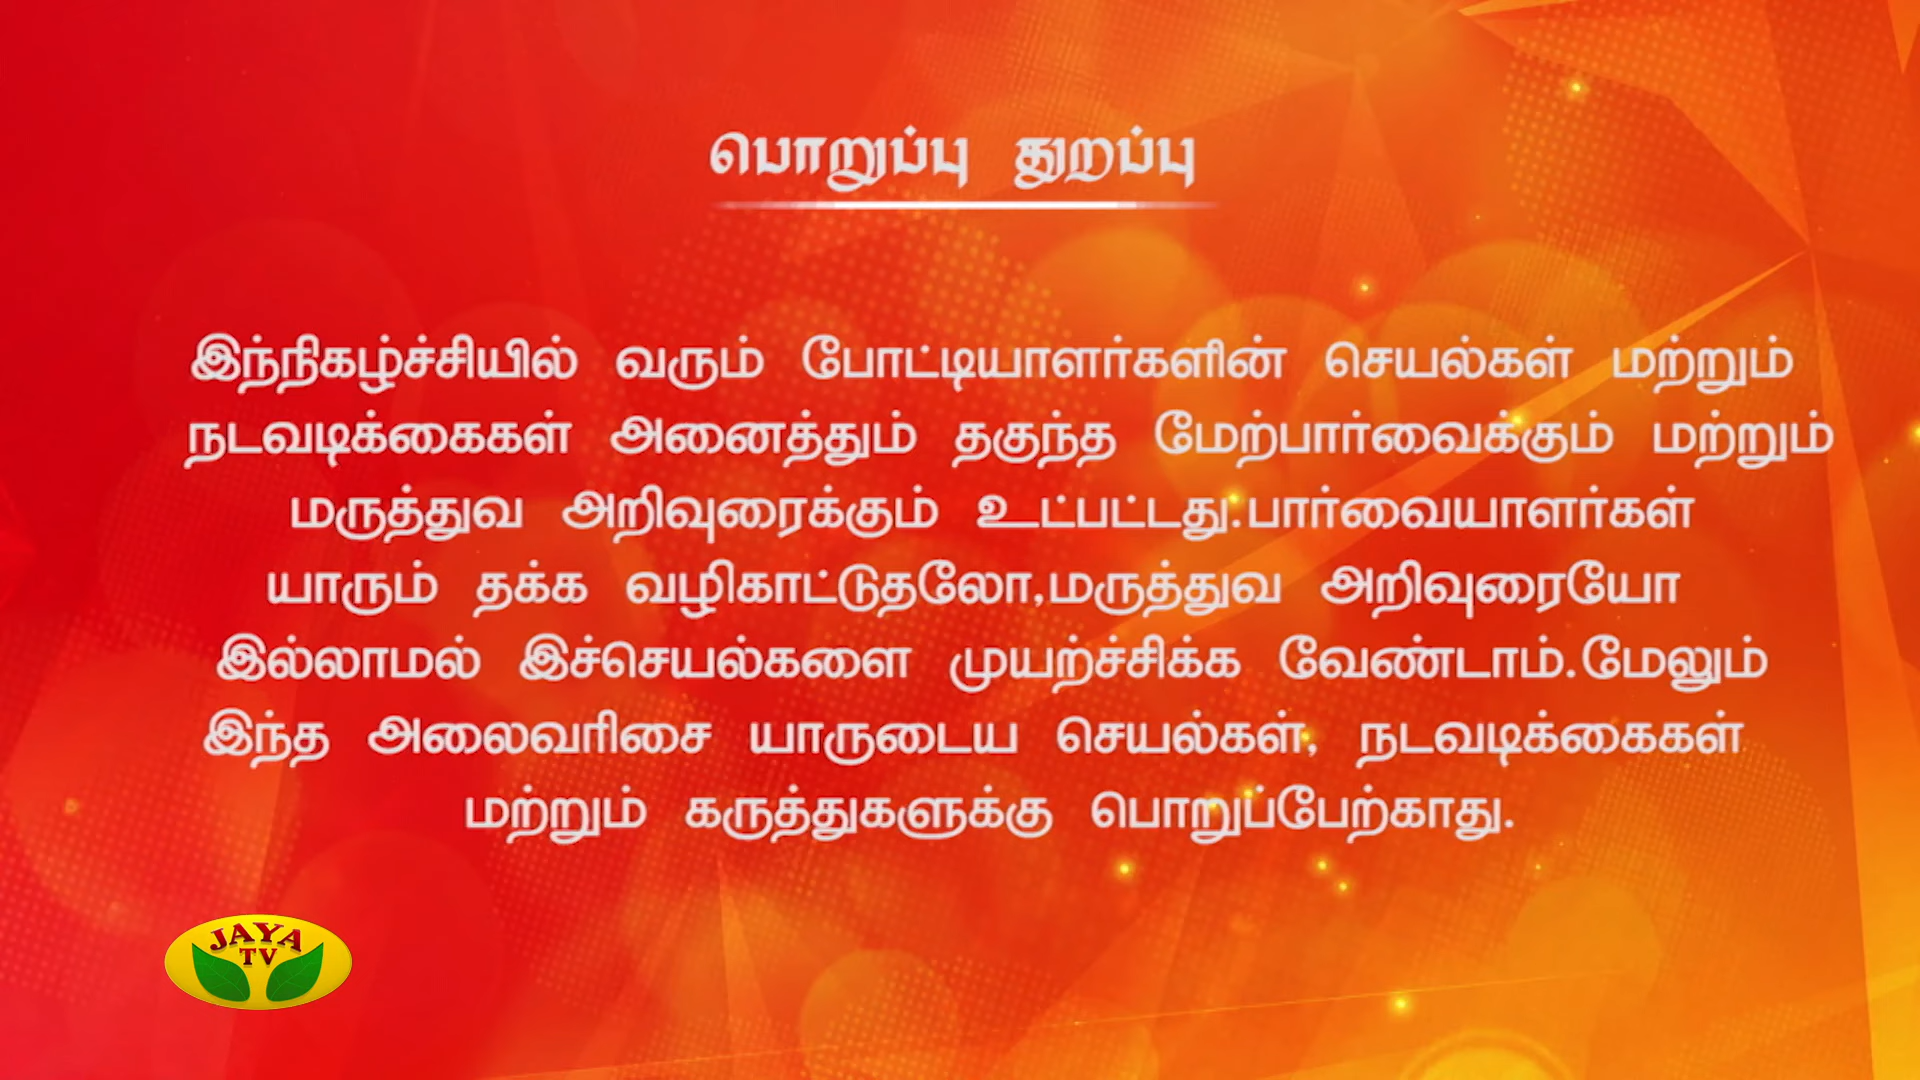 பொறுப்பு துறப்பு
இந்நிகழ்ச்சியில் வரும் போட்டியாளர்களின் செயல்கள் மற்றும்
நடவடிக்கைகள் அனைத்தும் தகுந்த மேற்பார்வைக்கும் மற்றும்
மருத்துவ அறிவுரைக்கும் உட்பட்டது.பார்வையாளர்கள்
யாரும் தக்க வழிகாட்டுதலோ,மருத்துவ அறிவுரையோ
இல்லாமல் இச்செயல்களை முயற்ச்சிக்க வேண்டாம்.மேலும்
இந்த அலைவரிசை யாருடைய செயல்கள், நடவடிக்கைகள்
மற்றும் கருத்துகளுக்கு பொறுப்பேற்காது.
JAYA
TV